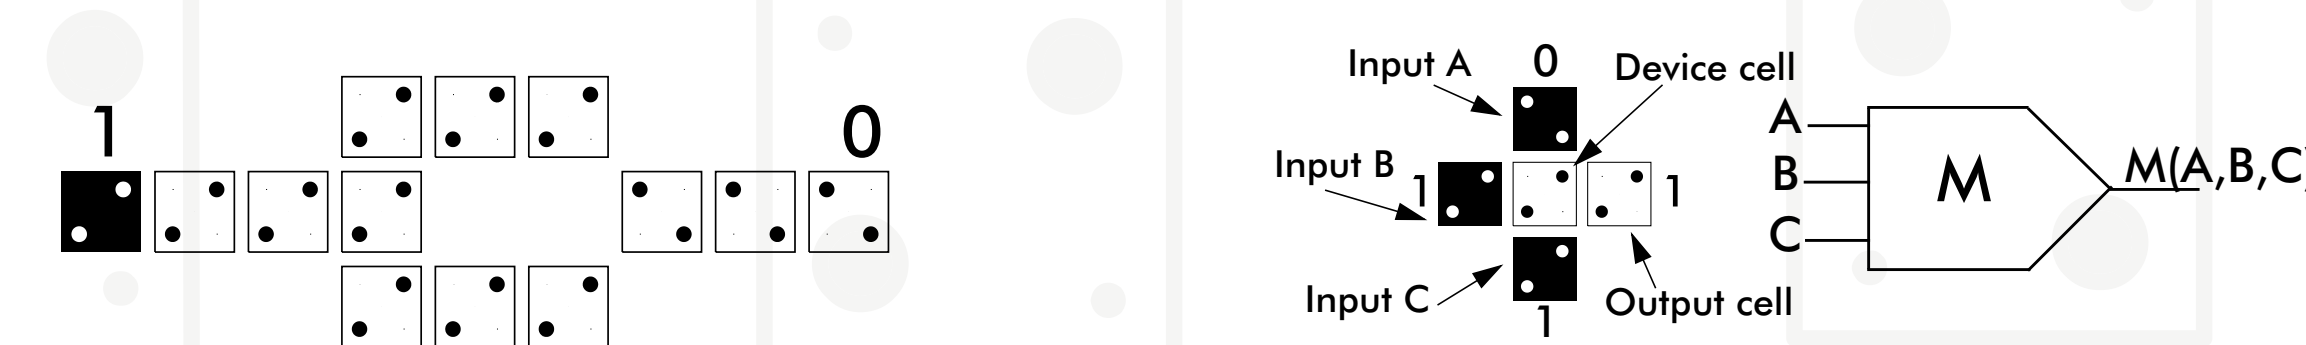 1
0
Input A
0
Device cell
Input B
1
1
Input C
1
Output cell
A
B
C
M
M(A,B,C)